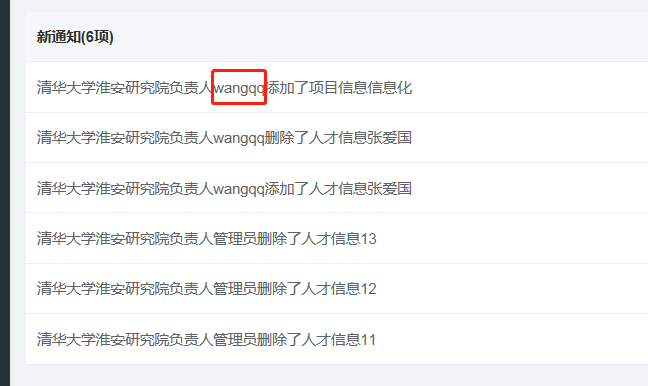 新通知(6项)
清华大学淮安研究院负责人wangqq添加了项目信息信息化
清华大学淮安研究院负责人wangqq删除了人才信息张爱国
清华大学淮安研究院负责人wangqq添加了人才信息张爱国
清华大学淮安研究院负责人管理员删除了人才信息13
清华大学淮安研究院负责人管理员删除了人才信息12
清华大学淮安研究院负责人管理员删除了人才信息11